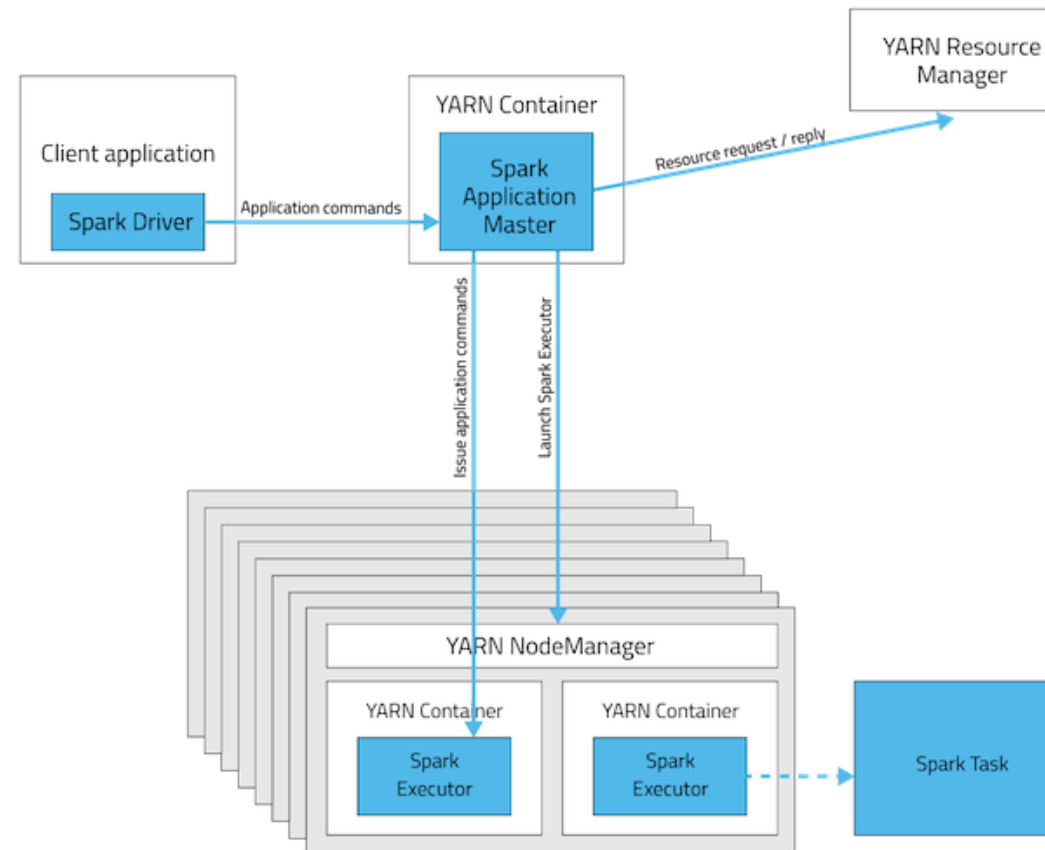 YARN Resource
Manager
YARN Container
Client application
Spark
Application
Master
Spark Driver
Application commands
Resource request / reply
Issue application commands
Launch Spark Executor
YARN NodeManager
YARN Container
YARN Container
Spark
Executor
Spark
Executor
Spark Task